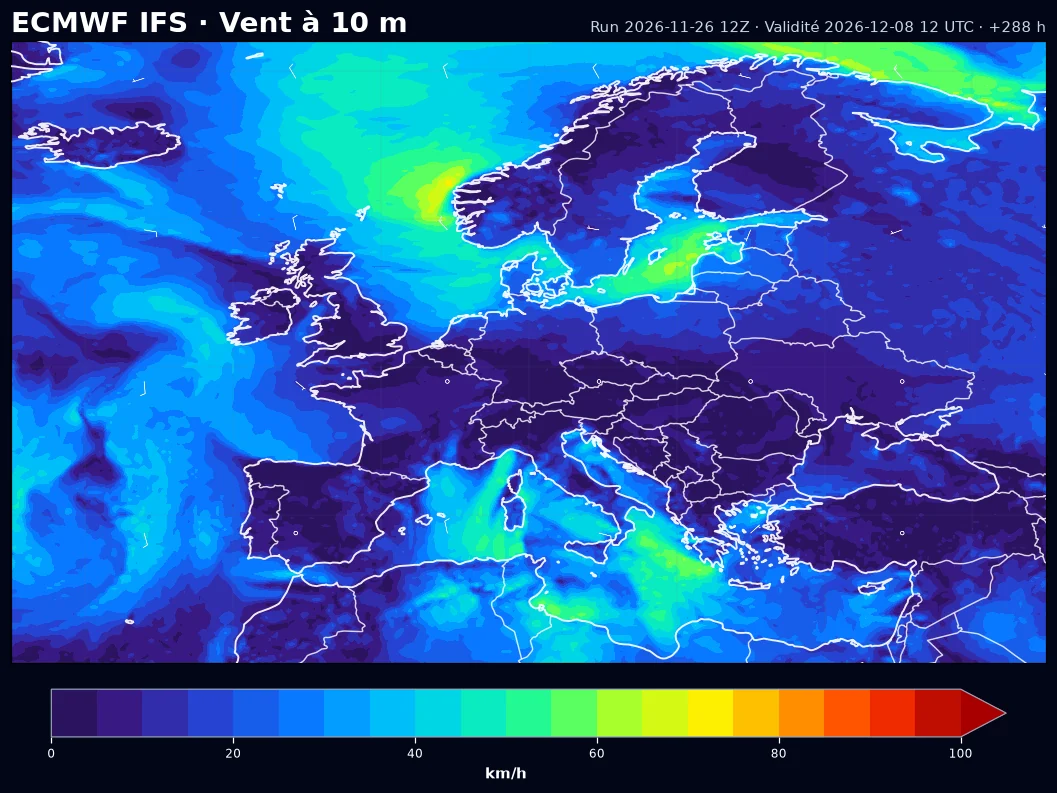 ECMWF IFS · Vent à 10 m
Run 2026-11-26 12Z · Validité 2026-12-08 12 UTC · +288 h
0 20 40 60 80 100
km/h